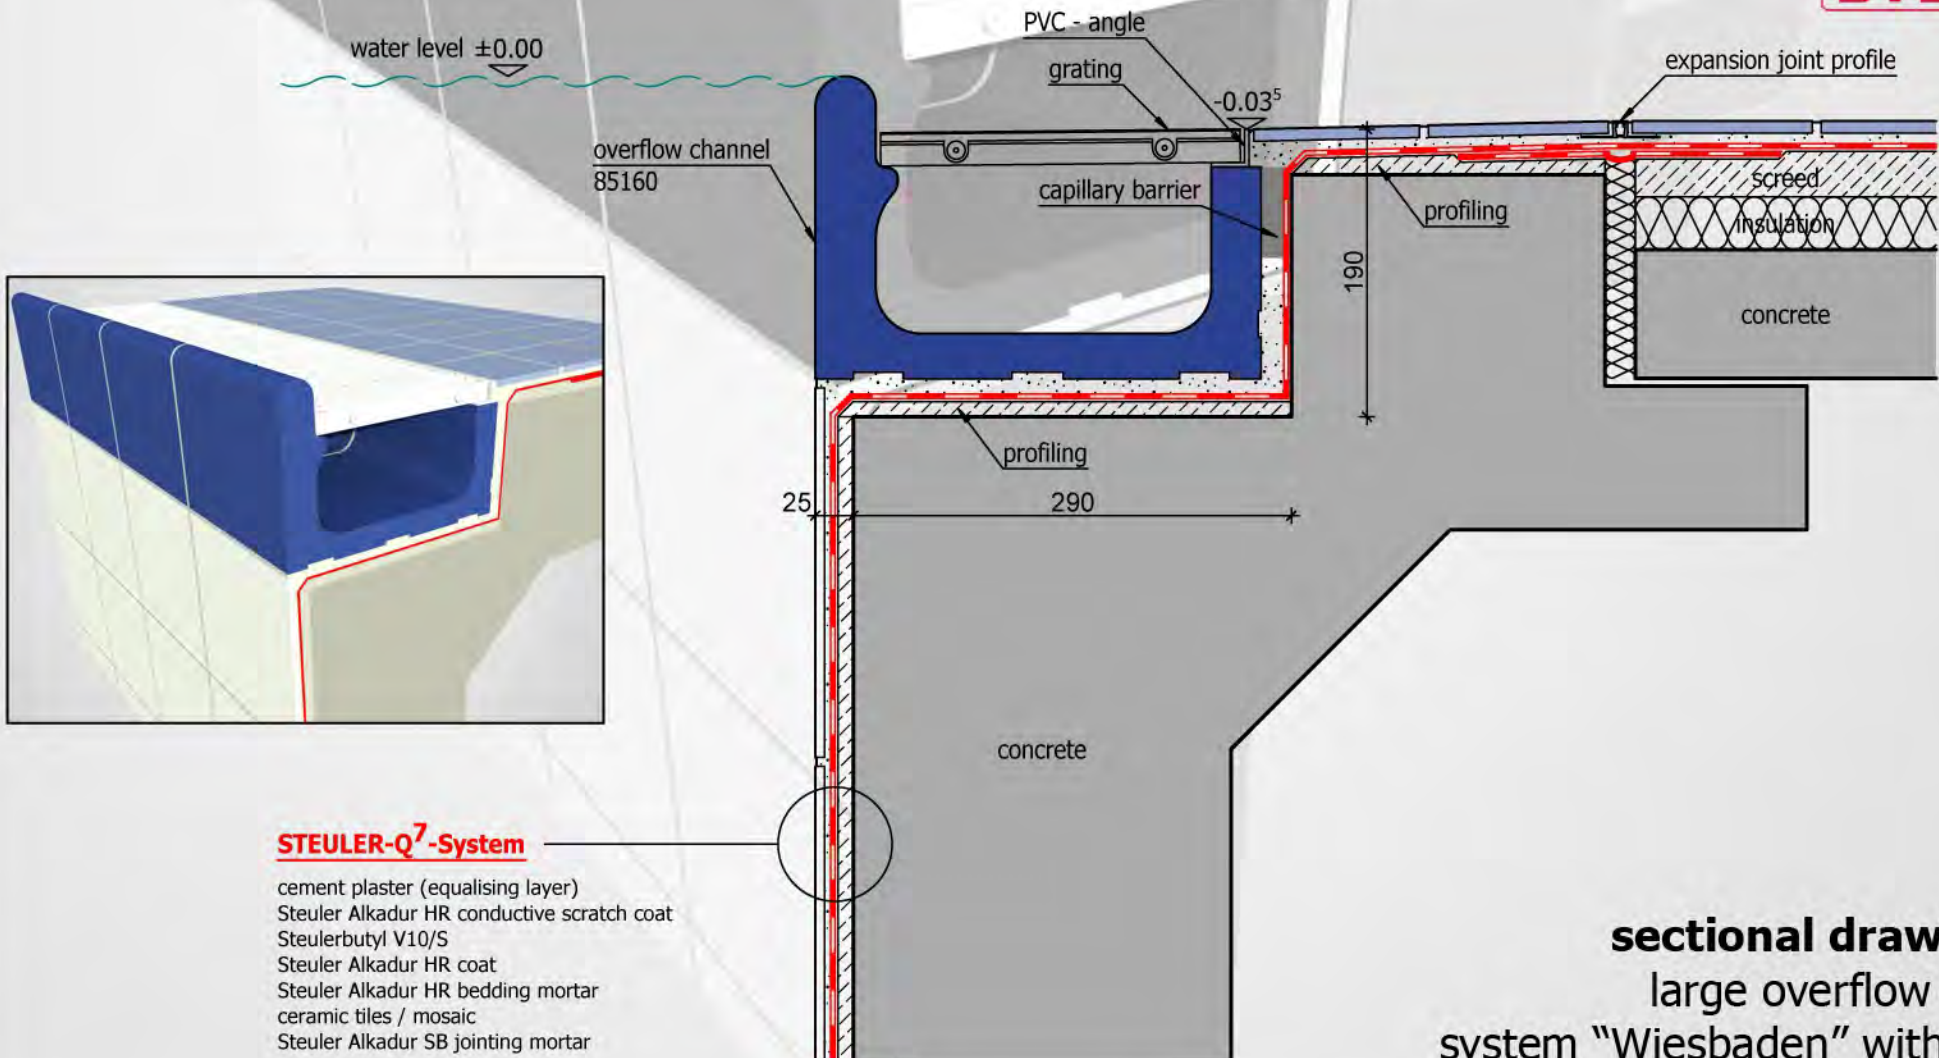 PVC - angle
water level ±0.00
grating
expansion joint profile
-0.03⁵
overflow channel
85160
capillary barrier
screed
profiling
insulation
190
concrete
profiling
25
290
concrete
STEULER-Q⁷-System
cement plaster (equalising layer)
Steuler Alkadur HR conductive scratch coat
Steulerbutyl V10/S
Steuler Alkadur HR coat
Steuler Alkadur HR bedding mortar
ceramic tiles / mosaic
Steuler Alkadur SB jointing mortar
sectional draw
large overflow
system “Wiesbaden” with